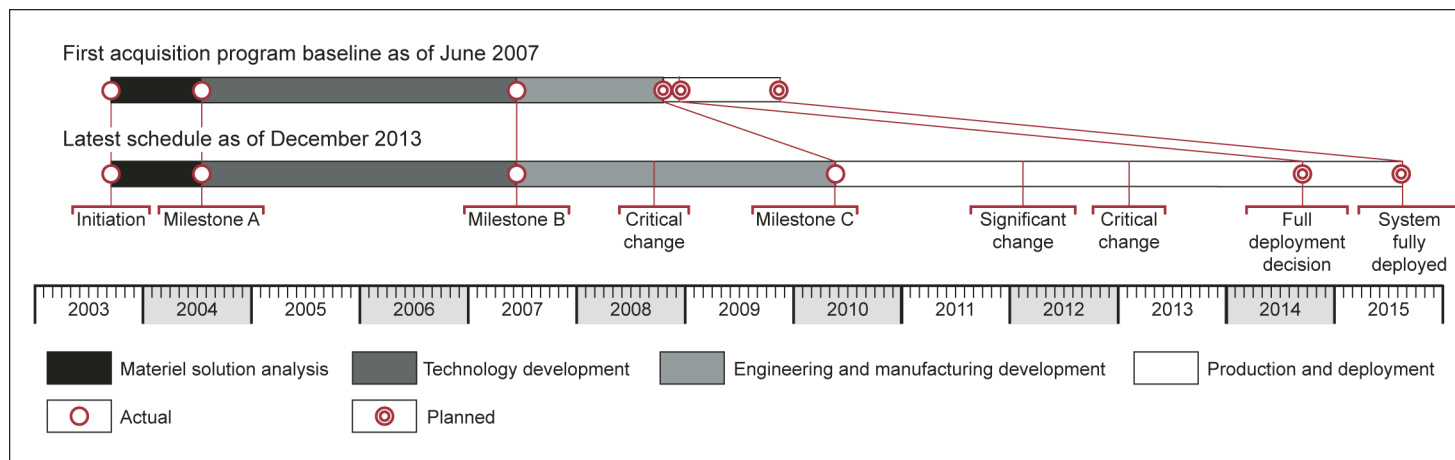 First acquisition program baseline as of June 2007
Latest schedule as of December 2013
Initiation
Milestone A
Milestone B
Critical
change
Milestone C
Significant
change
Critical
change
Full
deployment
decision
System
fully
deployed
2003 2004 2005 2006 2007 2008 2009 2010 2011 2012 2013 2014 2015
Materiel solution analysis
Technology development
Engineering and manufacturing development
Production and deployment
Actual
Planned